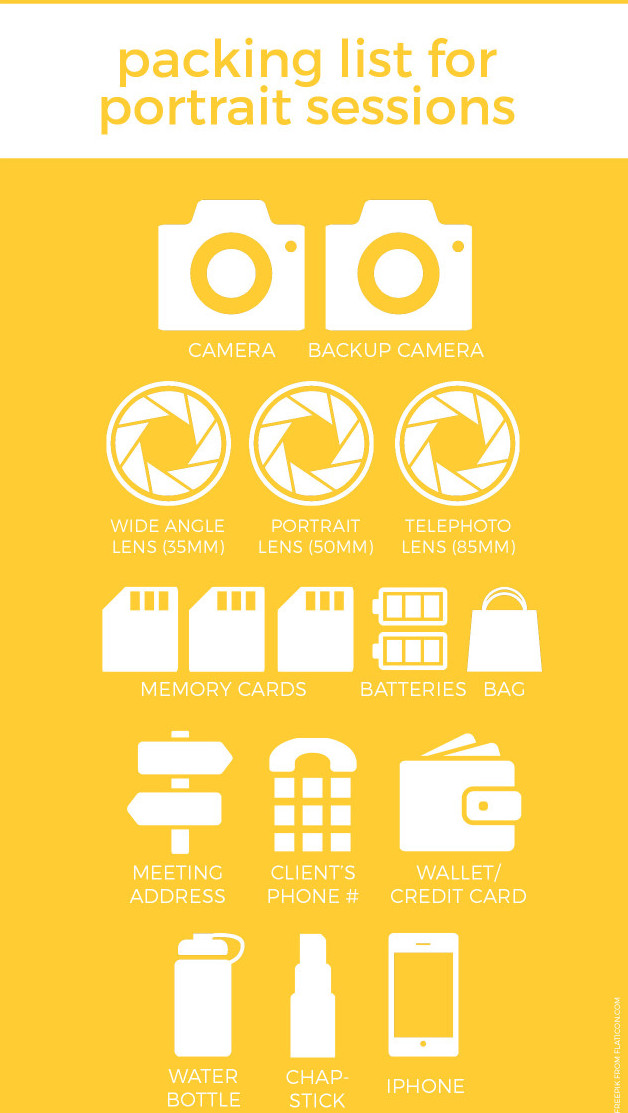 packing list for
portrait sessions
CAMERA
BACKUP CAMERA
WIDE ANGLE
LENS (35MM)
PORTRAIT
LENS (50MM)
TELEPHOTO
LENS (85MM)
MEMORY CARDS
BATTERIES
BAG
MEETING
ADDRESS
CLIENT'S
PHONE #
WALLET/
CREDIT CARD
WATER
BOTTLE
CHAP-
STICK
IPHONE
FROM FLATICON.COM